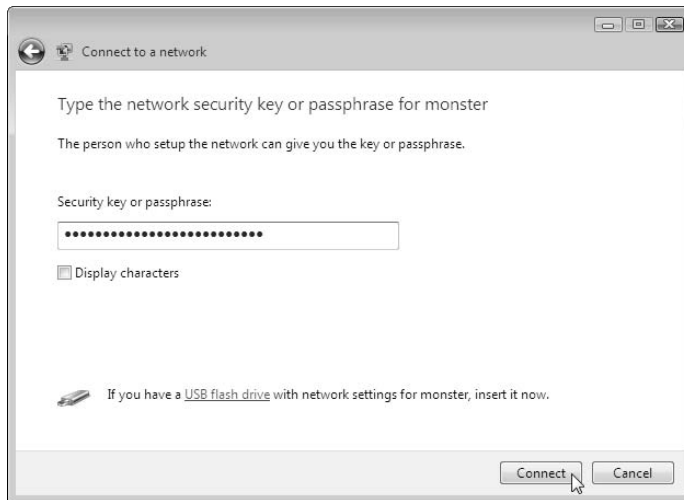 Connect to a network
Type the network security key or passphrase for monster
The person who setup the network can give you the key or passphrase.
Security key or passphrase:
••••••••••••••••••••••••••
Display characters
If you have a USB flash drive with network settings for monster, insert it now.
Connect Cancel